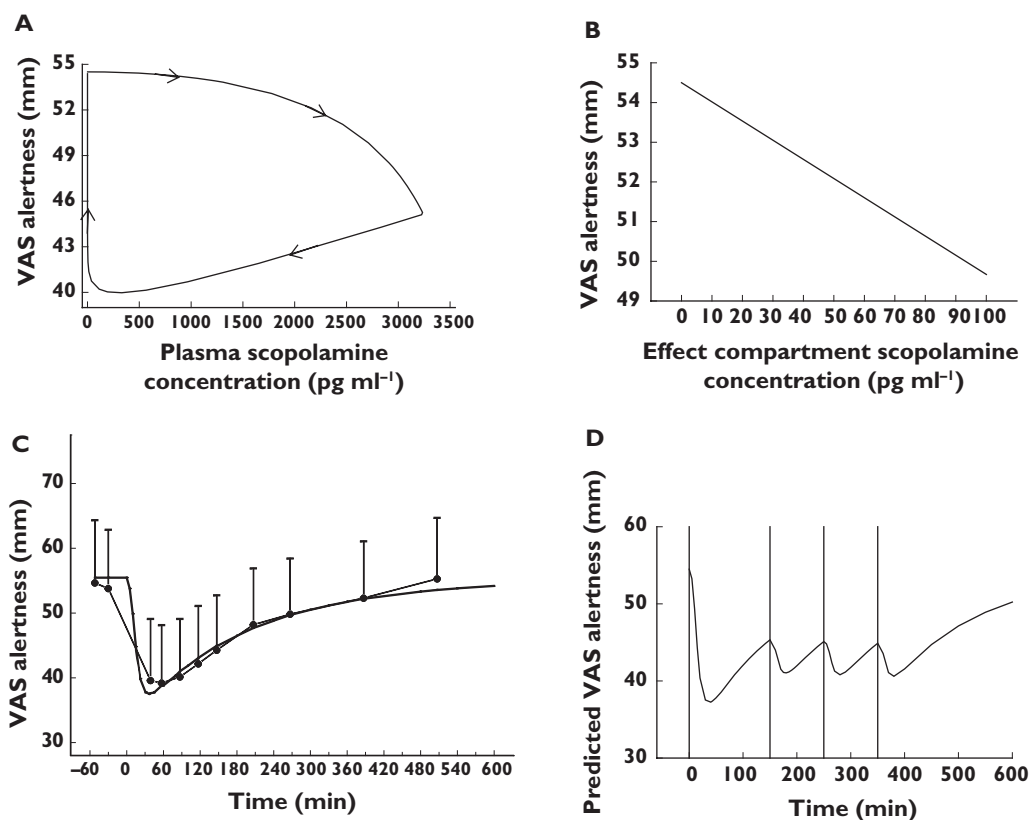 A
VAS alertness (mm)
55
52
49
46
43
40
0 500 1000 1500 2000 2500 3000 3500
Plasma scopolamine
concentration (pg ml⁻¹)
B
VAS alertness (mm)
55
54
53
52
51
50
49
0 10 20 30 40 50 60 70 80 90 100
Effect compartment scopolamine
concentration (pg ml⁻¹)
C
VAS alertness (mm)
70
60
50
40
30
–60 0 60 120 180 240 300 360 420 480 540 600
Time (min)
D
Predicted VAS alertness (mm)
60
50
40
30
0 100 200 300 400 500 600
Time (min)